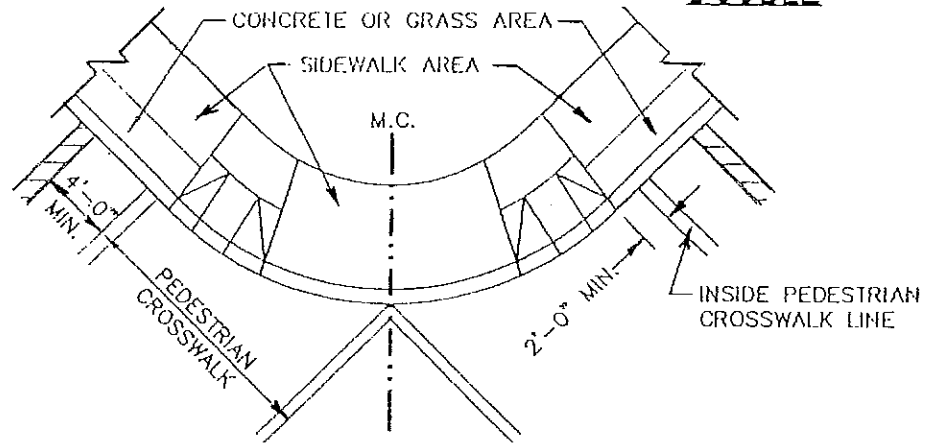 CONCRETE OR GRASS AREA
SIDEWALK AREA
M.C.
4'-0"
MIN.
PEDESTRIAN
CROSSWALK
2'-0" MIN.
INSIDE PEDESTRIAN
CROSSWALK LINE